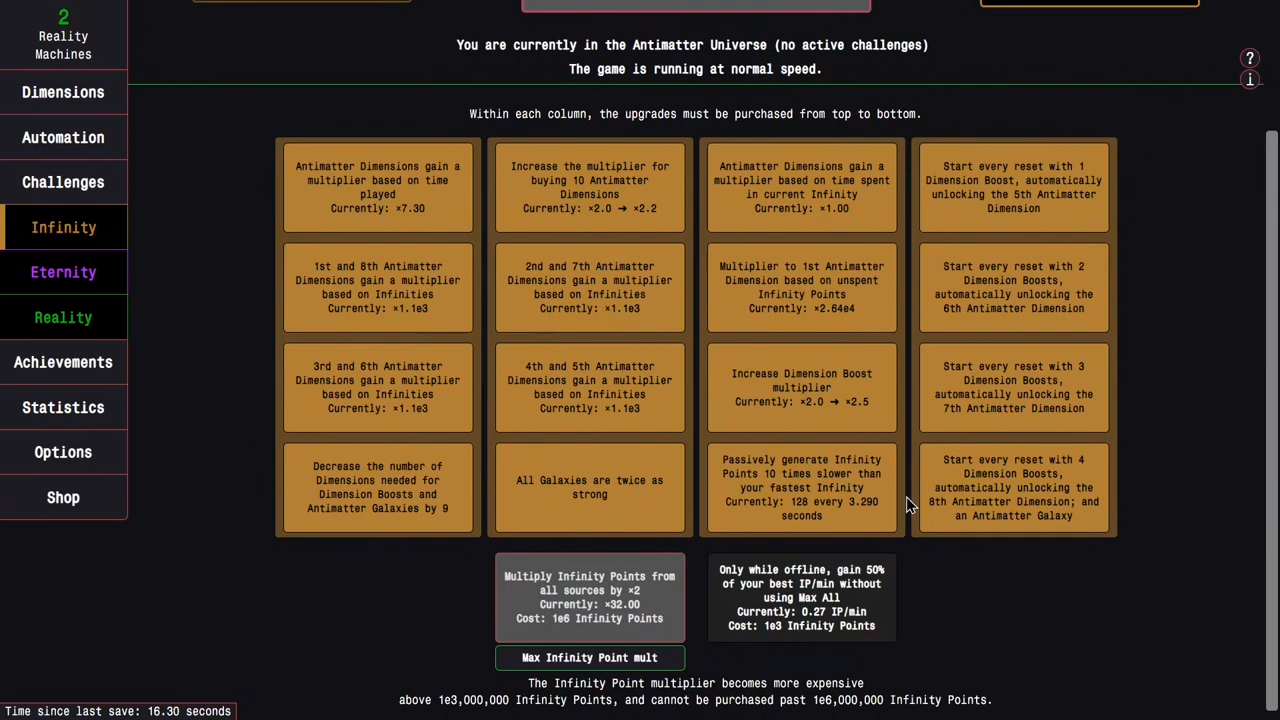 2
Reality
Machines
Dimensions
Automation
Challenges
Infinity
Eternity
Reality
Achievements
Statistics
Options
Shop
You are currently in the Antimatter Universe (no active challenges)
The game is running at normal speed.
?
i
Within each column, the upgrades must be purchased from top to bottom.
Antimatter Dimensions gain a
multiplier based on time
played
Currently: ×7.30
Increase the multiplier for
buying 10 Antimatter
Dimensions
Currently: ×2.0 → ×2.2
Antimatter Dimensions gain a
multiplier based on time spent
in current Infinity
Currently: ×1.00
Start every reset with 1
Dimension Boost, automatically
unlocking the 5th Antimatter
Dimension
1st and 8th Antimatter
Dimensions gain a multiplier
based on Infinities
Currently: ×1.1e3
2nd and 7th Antimatter
Dimensions gain a multiplier
based on Infinities
Currently: ×1.1e3
Multiplier to 1st Antimatter
Dimension based on unspent
Infinity Points
Currently: ×2.64e4
Start every reset with 2
Dimension Boosts,
automatically unlocking the
6th Antimatter Dimension
3rd and 6th Antimatter
Dimensions gain a multiplier
based on Infinities
Currently: ×1.1e3
4th and 5th Antimatter
Dimensions gain a multiplier
based on Infinities
Currently: ×1.1e3
Increase Dimension Boost
multiplier
Currently: ×2.0 → ×2.5
Start every reset with 3
Dimension Boosts,
automatically unlocking the
7th Antimatter Dimension
Decrease the number of
Dimensions needed for
Dimension Boosts and
Antimatter Galaxies by 9
All Galaxies are twice as
strong
Passively generate Infinity
Points 10 times slower than
your fastest Infinity
Currently: 128 every 3.290
seconds
Start every reset with 4
Dimension Boosts,
automatically unlocking the
8th Antimatter Dimension; and
an Antimatter Galaxy
Multiply Infinity Points from
all sources by ×2
Currently: ×32.00
Cost: 1e6 Infinity Points
Only while offline, gain 50%
of your best IP/min without
using Max All
Currently: 0.27 IP/min
Cost: 1e3 Infinity Points
Max Infinity Point mult
The Infinity Point multiplier becomes more expensive
above 1e3,000,000 Infinity Points, and cannot be purchased past 1e6,000,000 Infinity Points.
Time since last save: 16.30 seconds